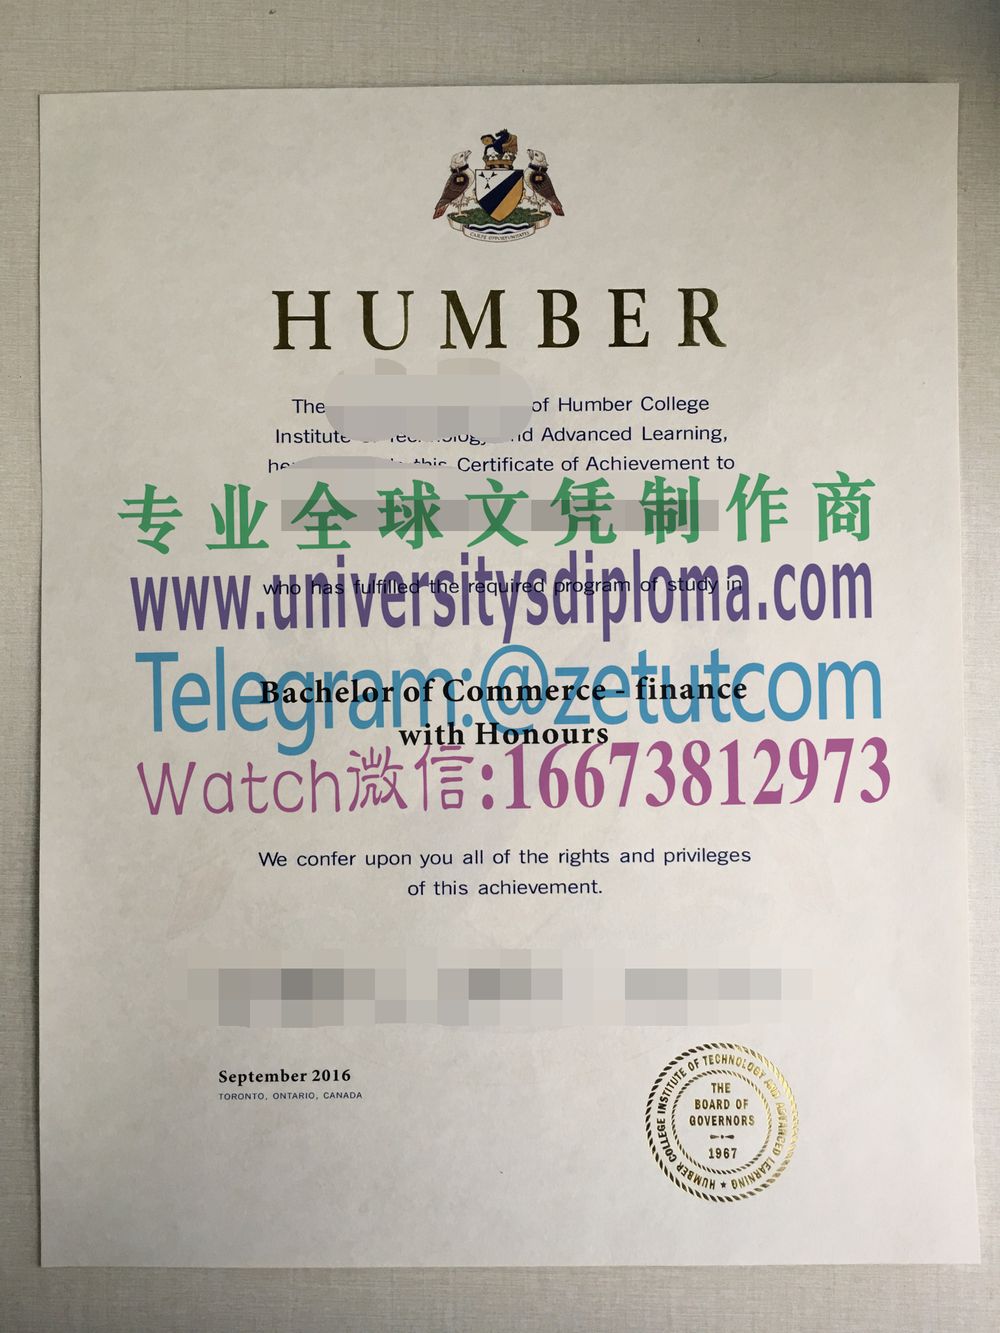 CARPE OPPORTUNITATEM
HUMBER
The of Humber College
Institute of Technology and Advanced Learning,
this Certificate of Achievement to
专业全球文凭制作商
who has fulfilled the required program of study in
www.universitysdiploma.com
Telegram:@zetutcom
Bachelor of Commerce - finance
with Honours
Watch微信:16673812973
We confer upon you all of the rights and privileges
of this achievement.
September 2016
TORONTO, ONTARIO, CANADA
HUMBER COLLEGE INSTITUTE OF TECHNOLOGY AND ADVANCED LEARNING
THE
BOARD OF
GOVERNORS
1967